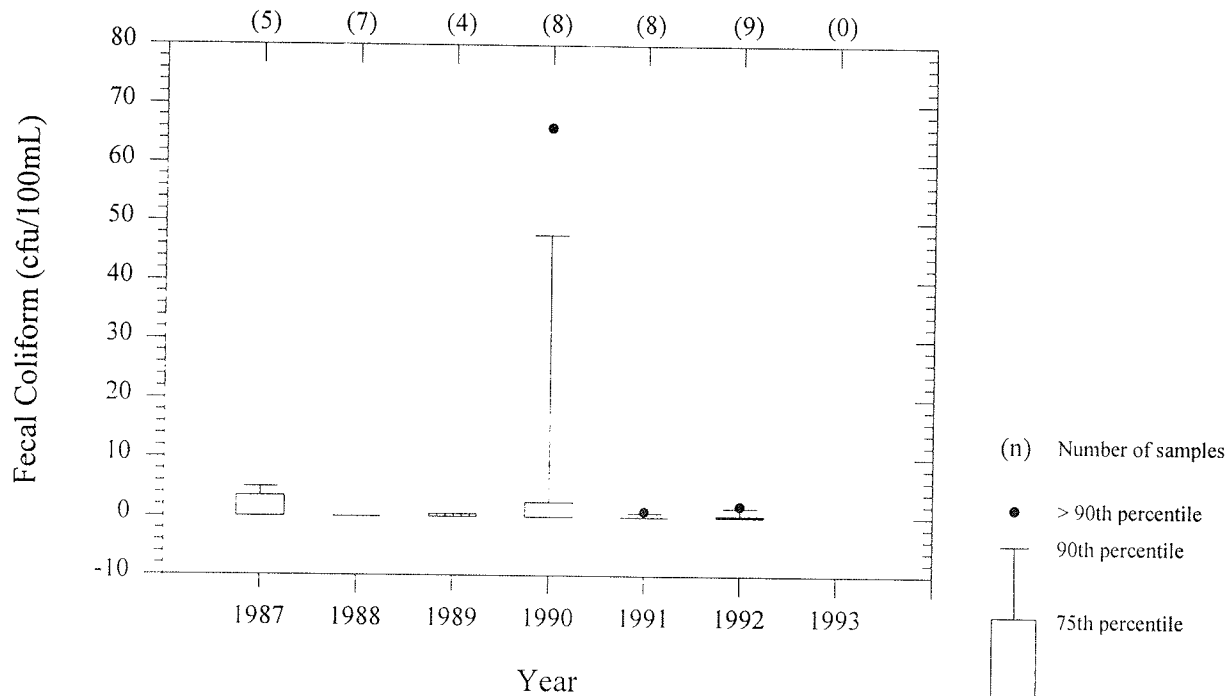 (5) (7) (4) (8) (8) (9) (0)
80
70
60
50
40
30
20
10
0
-10
Fecal Coliform (cfu/100mL)
1987 1988 1989 1990 1991 1992 1993
Year
(n) Number of samples
> 90th percentile
90th percentile
75th percentile